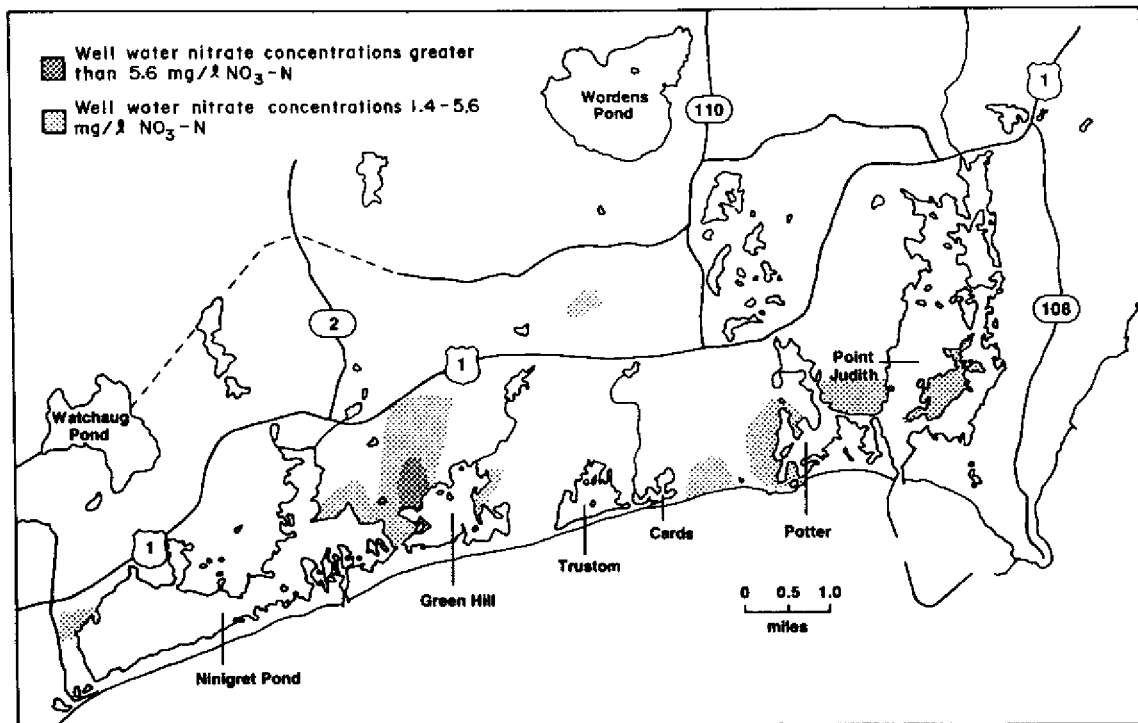 Well water nitrate concentrations greater
than 5.6 mg/ℓ NO₃-N
Well water nitrate concentrations 1.4-5.6
mg/ℓ NO₃-N
Wordens
Pond
1
110
2
1
108
Point
Judith
Watchaug
Pond
1
Cards
Potter
Trustom
Green Hill
0 0.5 1.0
miles
Ninigret Pond